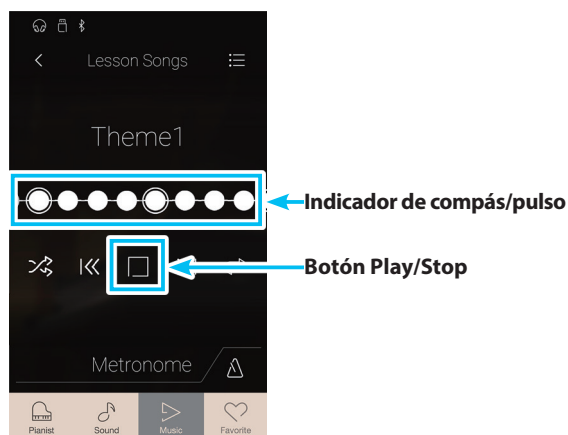 Lesson Songs
Theme1
Indicador de compás/pulso
Botón Play/Stop
Metronome
Pianist Sound Music Favorite